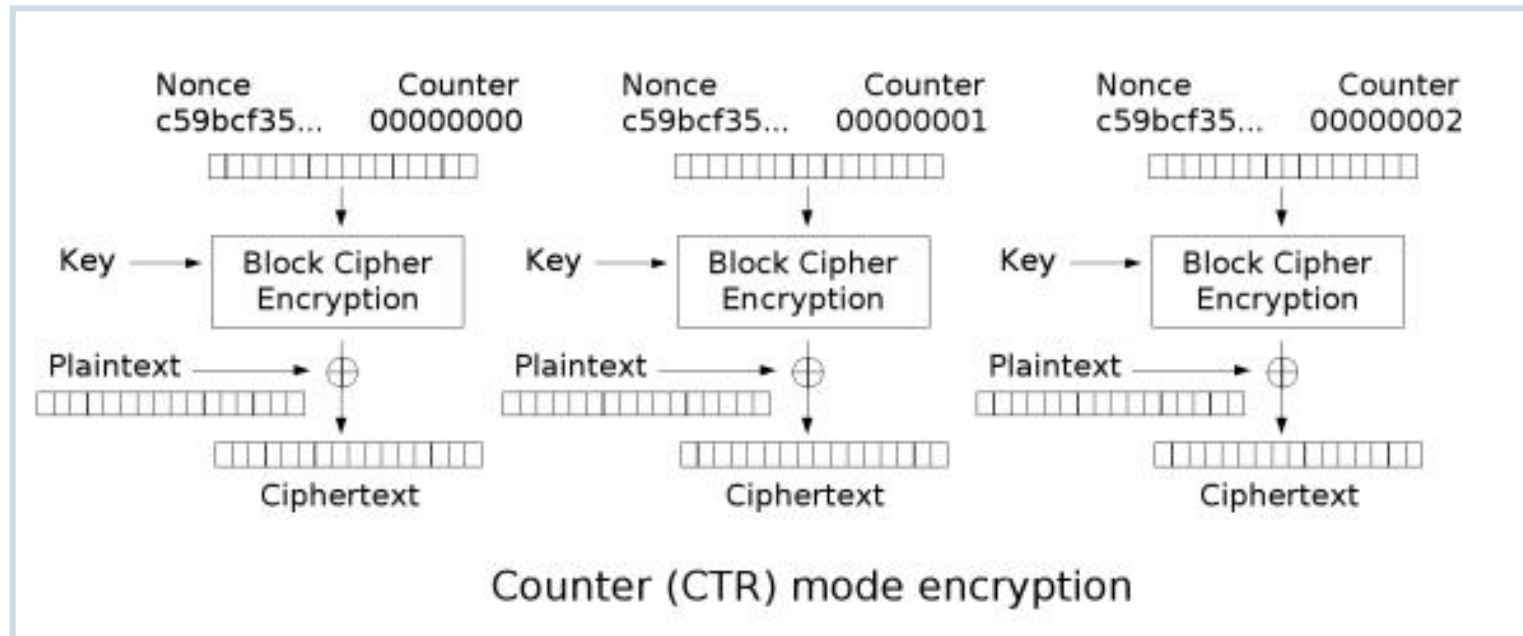 Nonce Counter Nonce Counter Nonce Counter
c59bcf35... 00000000 c59bcf35... 00000001 c59bcf35... 00000002
Key Block Cipher Encryption Key Block Cipher Encryption Key Block Cipher Encryption
Plaintext Plaintext Plaintext
Ciphertext Ciphertext Ciphertext
Counter (CTR) mode encryption